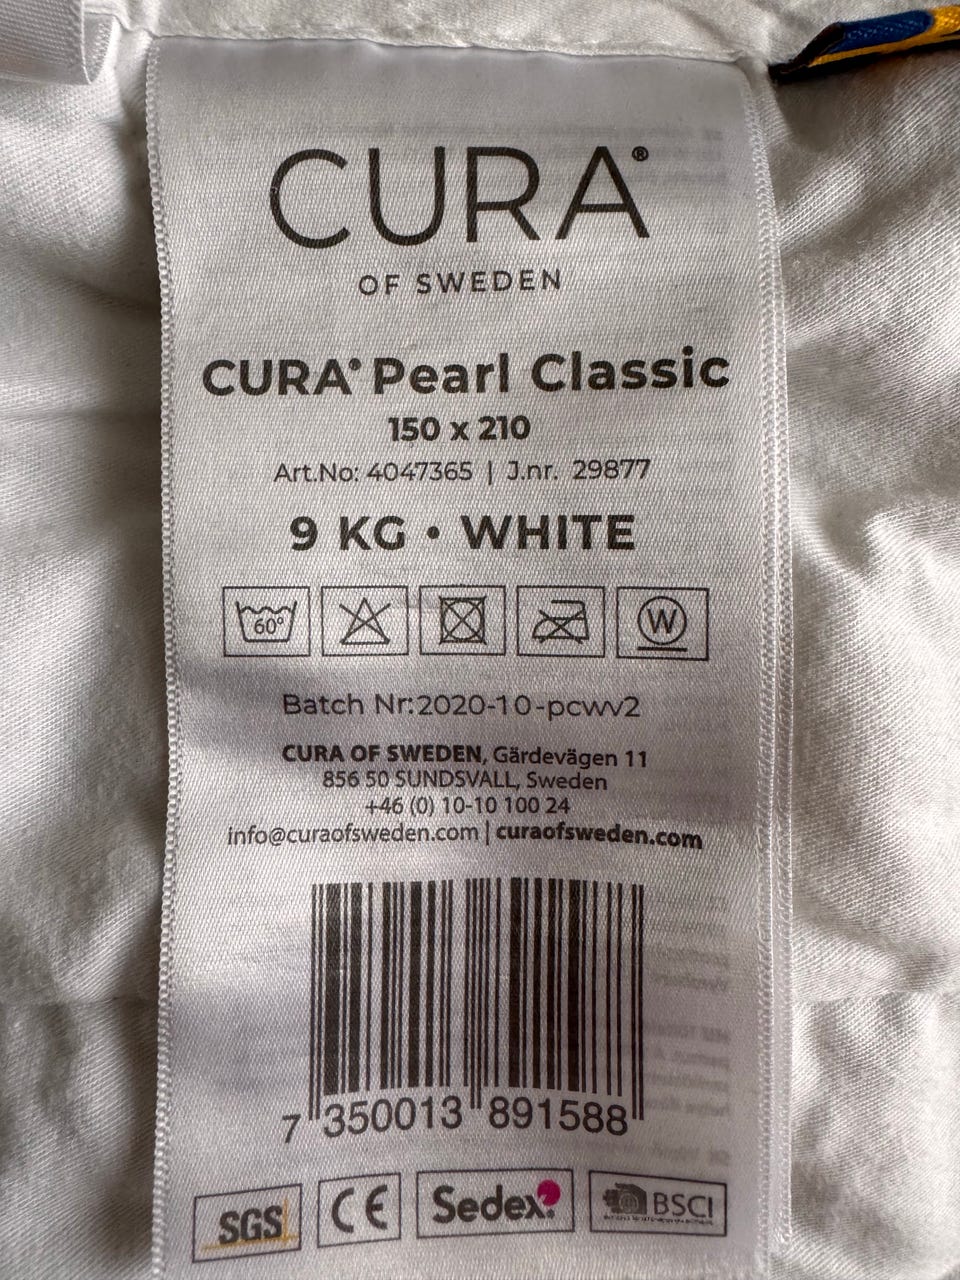 CURA®
OF SWEDEN
CURA® Pearl Classic
150 x 210
Art.No: 4047365 | J.nr. 29877
9 KG • WHITE
60°
W
Batch Nr:2020-10-pcwv2
CURA OF SWEDEN, Gärdevägen 11
856 50 SUNDSVALL, Sweden
+46 (0) 10-10 100 24
info@curaofsweden.com | curaofsweden.com
7 350013 891588
SGS CE Sedex BSCI